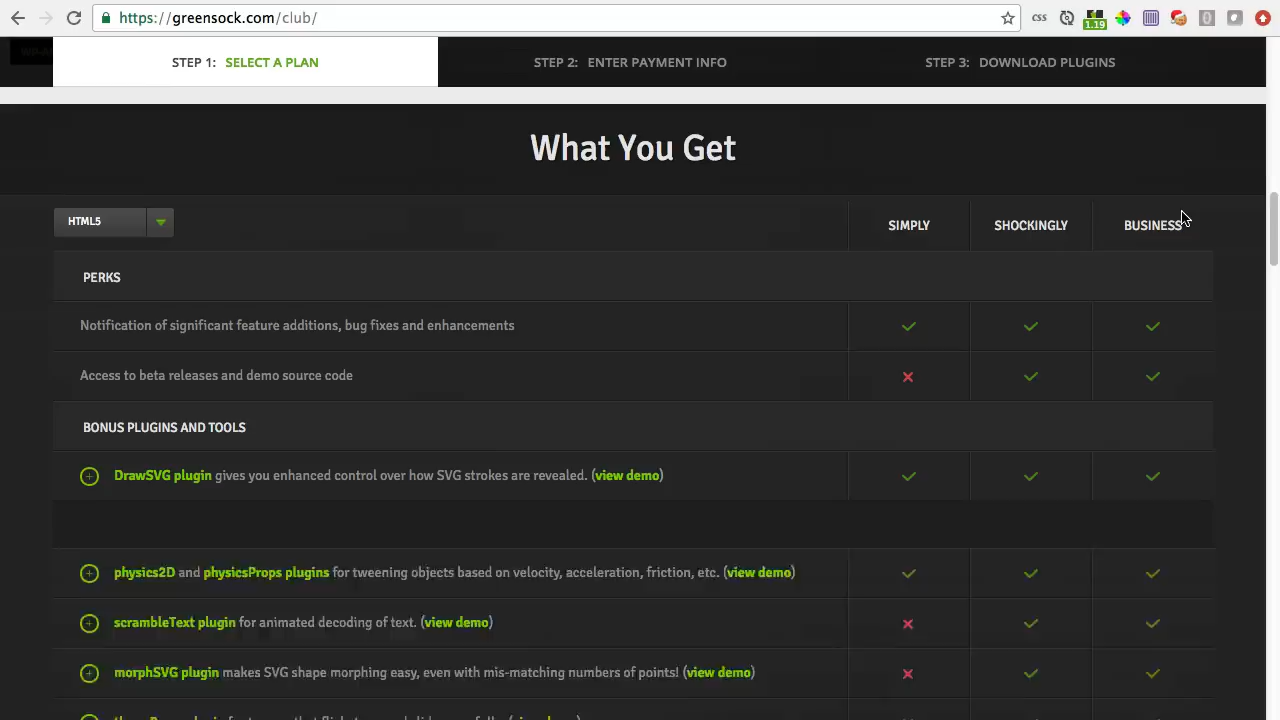 https://greensock.com/club/
css
1.19
STEP 1: SELECT A PLAN
STEP 2: ENTER PAYMENT INFO
STEP 3: DOWNLOAD PLUGINS
What You Get
HTML5
SIMPLY
SHOCKINGLY
BUSINESS
PERKS
Notification of significant feature additions, bug fixes and enhancements
Access to beta releases and demo source code
BONUS PLUGINS AND TOOLS
DrawSVG plugin gives you enhanced control over how SVG strokes are revealed. (view demo)
physics2D and physicsProps plugins for tweening objects based on velocity, acceleration, friction, etc. (view demo)
scrambleText plugin for animated decoding of text. (view demo)
morphSVG plugin makes SVG shape morphing easy, even with mis-matching numbers of points! (view demo)